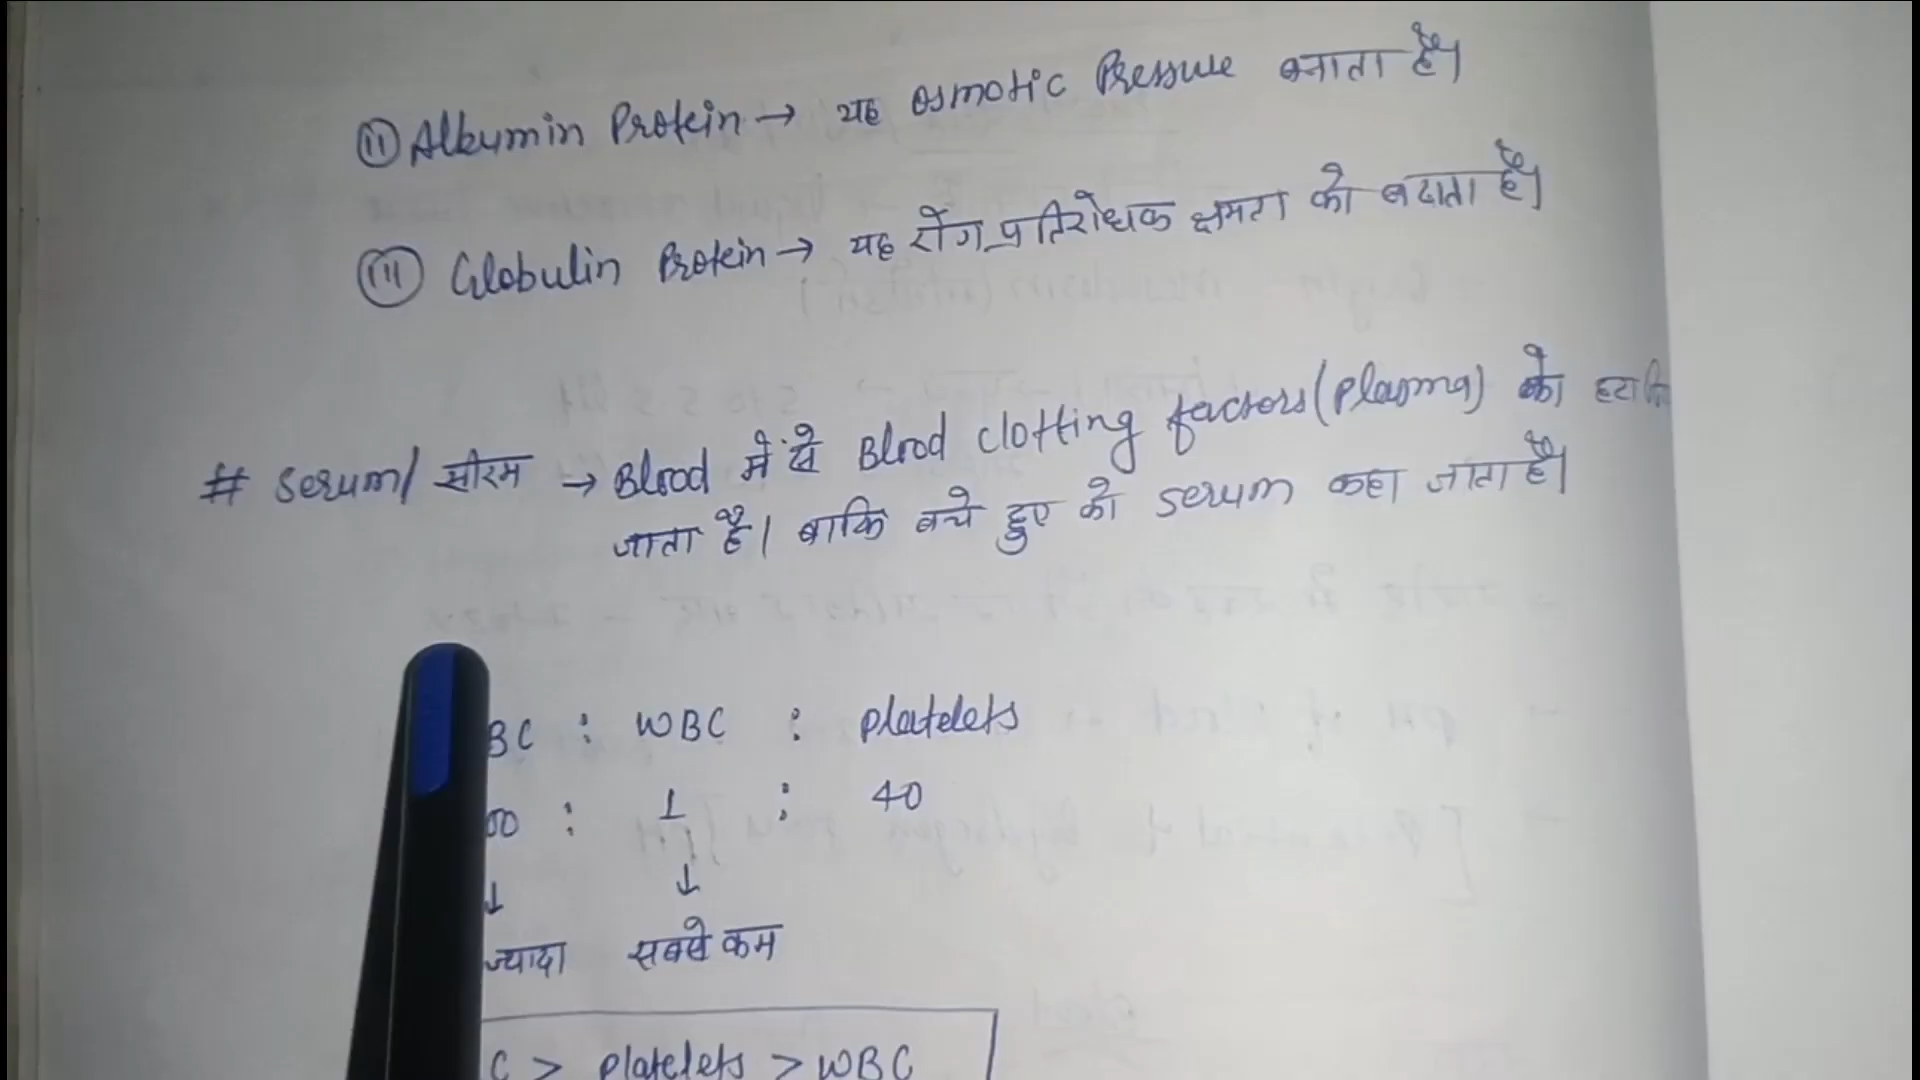 (II) Albumin Protein → यह osmotic Pressure बनाता है।
(III) Globulin Protein → यह रोंग प्रतिरोधक क्षमता को बढाता है।
# Serum/ सीरम → Blood में से Blood clotting factors (Plasma) को हटा
जाता है। बाकि बचे हुए को serum कहा जाता है।
BC : WBC : platelets
00 : 1 : 40
↓ ↓
ज्यादा सबसे कम
C > platelets > WBC